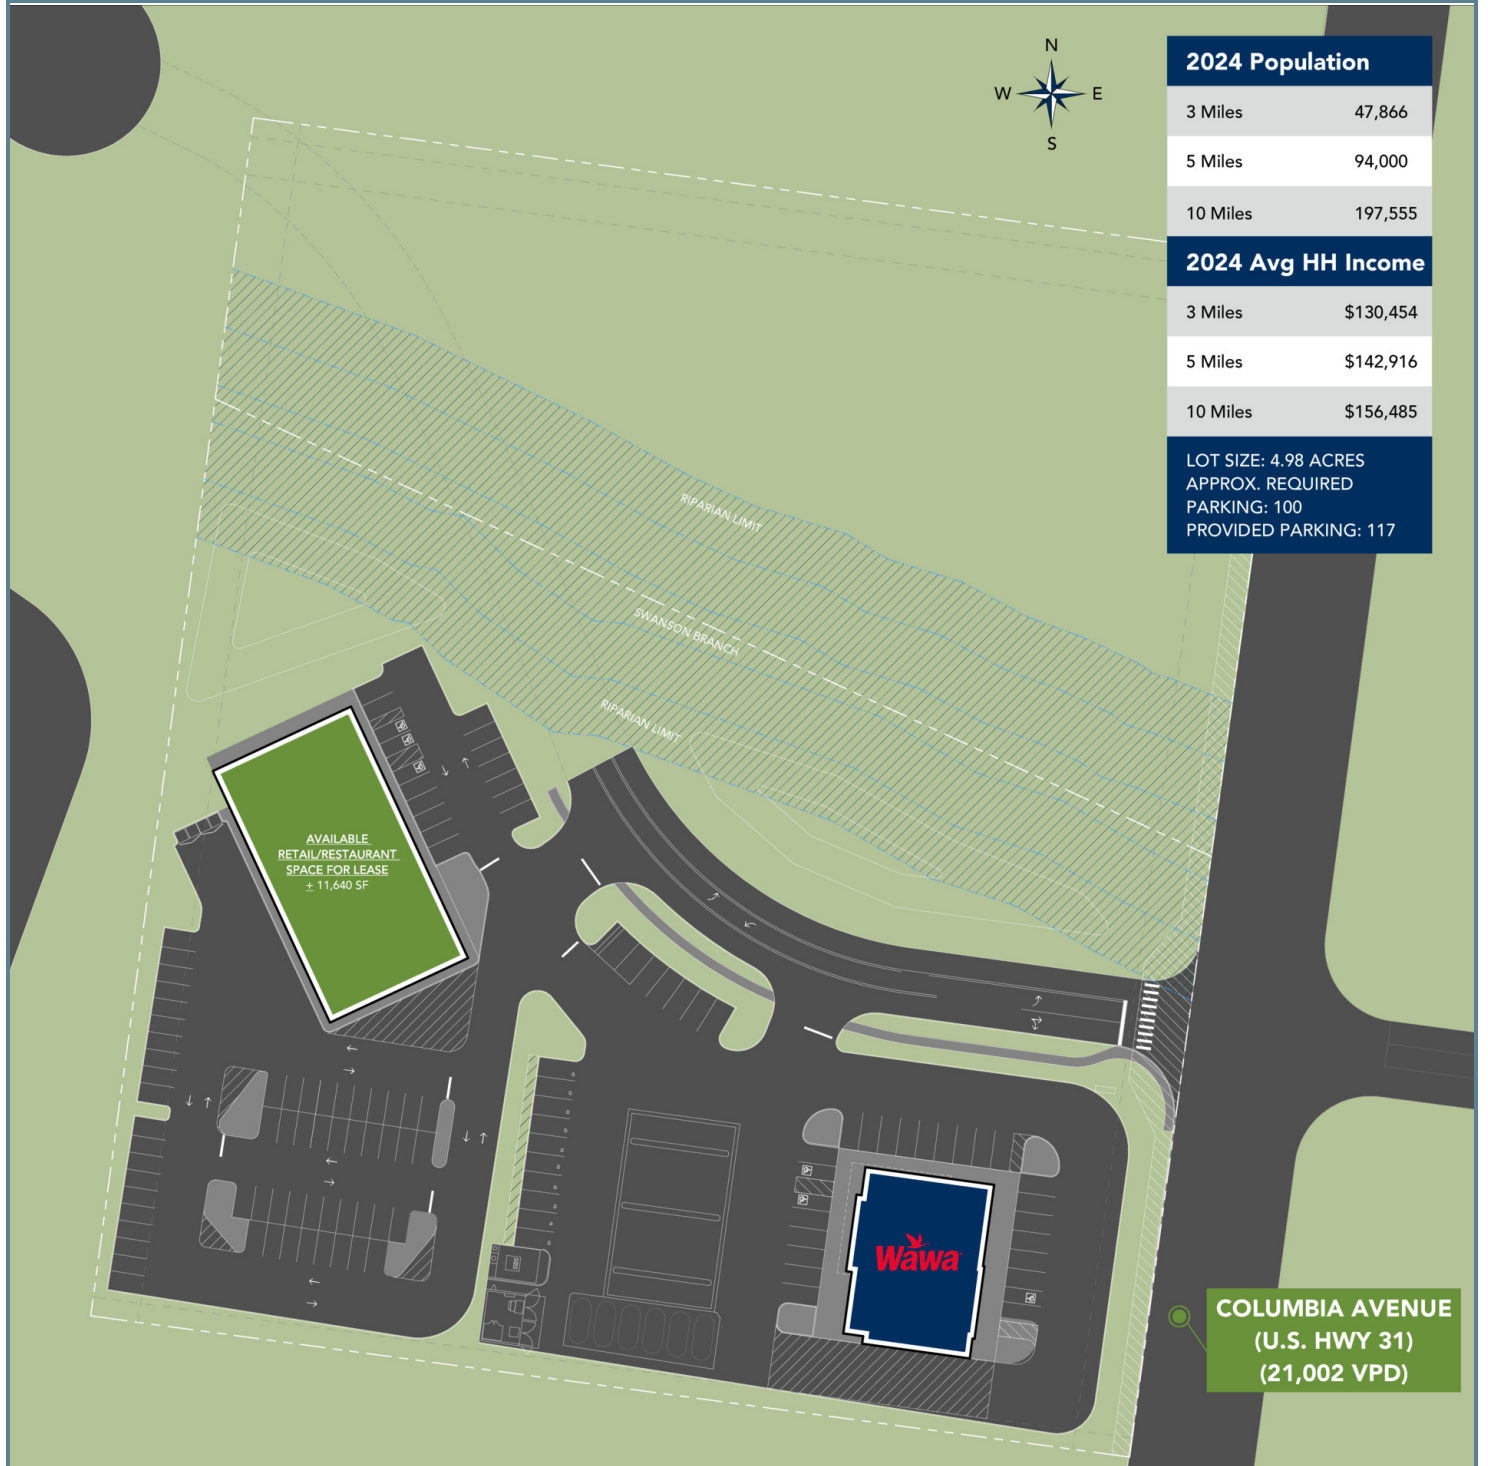 N
W E
S
2024 Population
3 Miles 47,866
5 Miles 94,000
10 Miles 197,555
2024 Avg HH Income
3 Miles $130,454
5 Miles $142,916
10 Miles $156,485
LOT SIZE: 4.98 ACRES
APPROX. REQUIRED
PARKING: 100
PROVIDED PARKING: 117
RIPARIAN LIMIT
SWANSON BRANCH
RIPARIAN LIMIT
AVAILABLE
RETAIL/RESTAURANT
SPACE FOR LEASE
± 11,640 SF
Wawa
COLUMBIA AVENUE
(U.S. HWY 31)
(21,002 VPD)